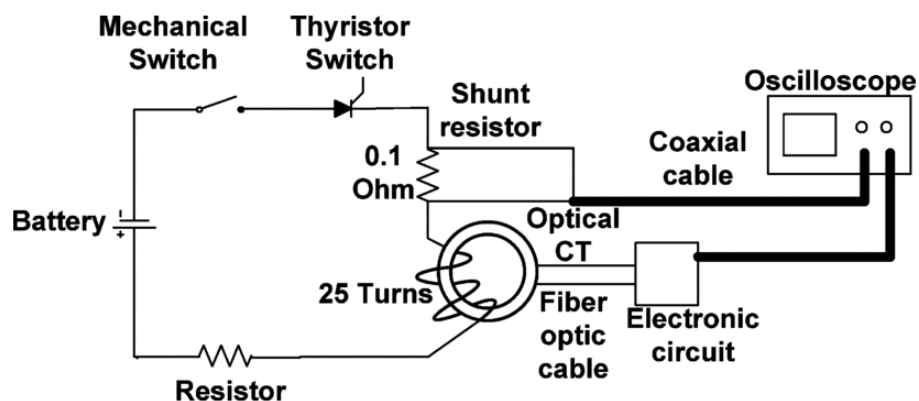 Mechanical
Switch
Thyristor
Switch
Shunt
resistor
0.1
Ohm
Oscilloscope
Coaxial
cable
Battery
-
+
25 Turns
Optical
CT
Fiber
optic
cable
Electronic
circuit
Resistor